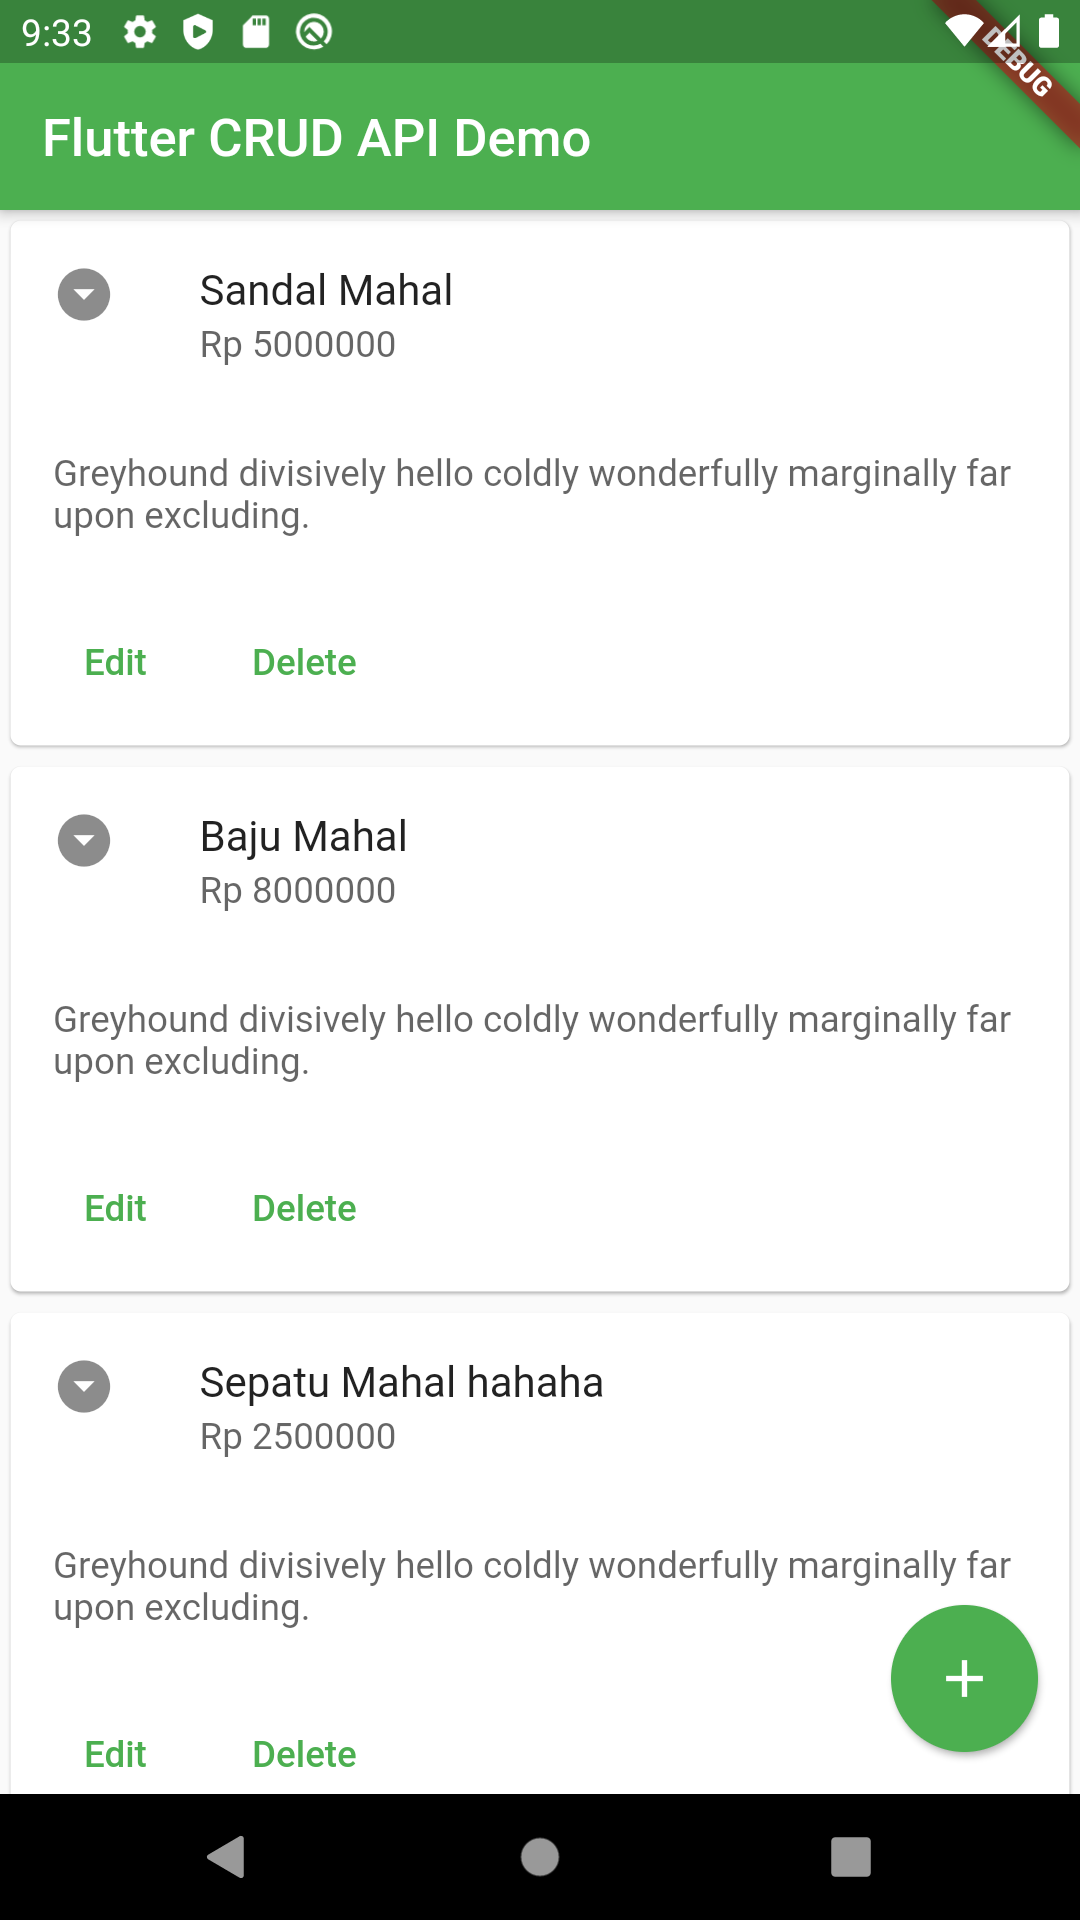 9:33
DEBUG
Flutter CRUD API Demo
Sandal Mahal
Rp 5000000
Greyhound divisively hello coldly wonderfully marginally far
upon excluding.
Edit Delete
Baju Mahal
Rp 8000000
Greyhound divisively hello coldly wonderfully marginally far
upon excluding.
Edit Delete
Sepatu Mahal hahaha
Rp 2500000
Greyhound divisively hello coldly wonderfully marginally far
upon excluding.
Edit Delete